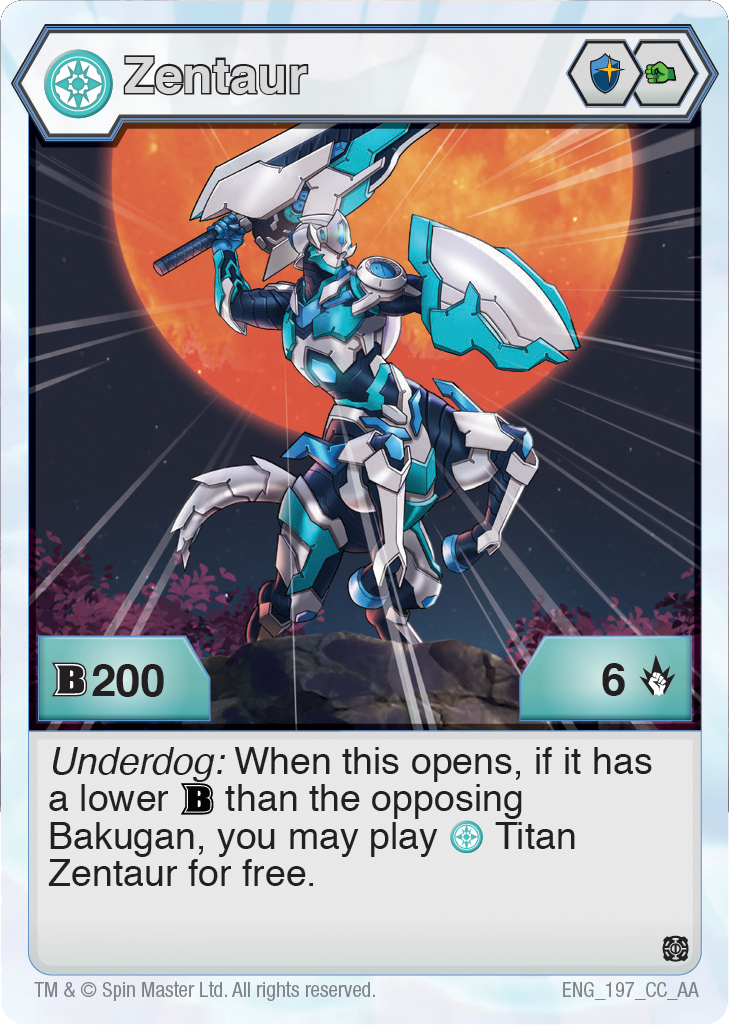 Zentaur
B 200
6
Underdog: When this opens, if it has
a lower B than the opposing
Bakugan, you may play Titan
Zentaur for free.
TM & © Spin Master Ltd. All rights reserved.
ENG_197_CC_AA